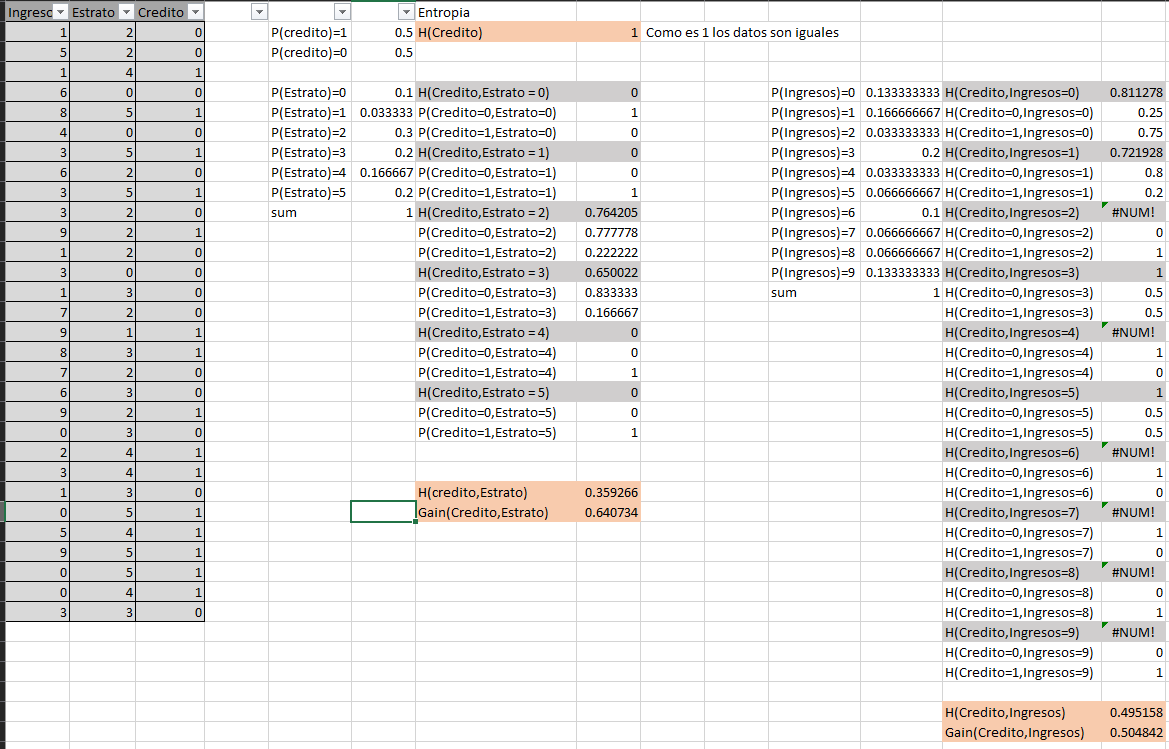 Ingresc Estrato Credito Entropia
1 2 0 P(credito)=1 0.5 H(Credito) 1 Como es 1 los datos son iguales
5 2 0 P(credito)=0 0.5
1 4 1
6 0 0 P(Estrato)=0 0.1 H(Credito,Estrato = 0) 0 P(Ingresos)=0 0.133333333 H(Credito,Ingresos=0) 0.811278
8 5 1 P(Estrato)=1 0.033333 P(Credito=0,Estrato=0) 1 P(Ingresos)=1 0.166666667 H(Credito=0,Ingresos=0) 0.25
4 0 0 P(Estrato)=2 0.3 P(Credito=1,Estrato=0) 0 P(Ingresos)=2 0.033333333 H(Credito=1,Ingresos=0) 0.75
3 5 1 P(Estrato)=3 0.2 H(Credito,Estrato = 1) 0 P(Ingresos)=3 0.2 H(Credito,Ingresos=1) 0.721928
6 2 0 P(Estrato)=4 0.166667 P(Credito=0,Estrato=1) 0 P(Ingresos)=4 0.033333333 H(Credito=0,Ingresos=1) 0.8
3 5 1 P(Estrato)=5 0.2 P(Credito=1,Estrato=1) 1 P(Ingresos)=5 0.066666667 H(Credito=1,Ingresos=1) 0.2
3 2 0 sum 1 H(Credito,Estrato = 2) 0.764205 P(Ingresos)=6 0.1 H(Credito,Ingresos=2) #NUM!
9 2 1 P(Credito=0,Estrato=2) 0.777778 P(Ingresos)=7 0.066666667 H(Credito=0,Ingresos=2) 0
1 2 0 P(Credito=1,Estrato=2) 0.222222 P(Ingresos)=8 0.066666667 H(Credito=1,Ingresos=2) 1
3 0 0 H(Credito,Estrato = 3) 0.650022 P(Ingresos)=9 0.133333333 H(Credito,Ingresos=3) 1
1 3 0 P(Credito=0,Estrato=3) 0.833333 sum 1 H(Credito=0,Ingresos=3) 0.5
7 2 0 P(Credito=1,Estrato=3) 0.166667 H(Credito=1,Ingresos=3) 0.5
9 1 1 H(Credito,Estrato = 4) 0 H(Credito,Ingresos=4) #NUM!
8 3 1 P(Credito=0,Estrato=4) 0 H(Credito=0,Ingresos=4) 1
7 2 0 P(Credito=1,Estrato=4) 1 H(Credito=1,Ingresos=4) 0
6 3 0 H(Credito,Estrato = 5) 0 H(Credito,Ingresos=5) 1
9 2 1 P(Credito=0,Estrato=5) 0 H(Credito=0,Ingresos=5) 0.5
0 3 0 P(Credito=1,Estrato=5) 1 H(Credito=1,Ingresos=5) 0.5
2 4 1 H(Credito,Ingresos=6) #NUM!
3 4 1 H(Credito=0,Ingresos=6) 1
1 3 0 H(credito,Estrato) 0.359266 H(Credito=1,Ingresos=6) 0
0 5 1 Gain(Credito,Estrato) 0.640734 H(Credito,Ingresos=7) #NUM!
5 4 1 H(Credito=0,Ingresos=7) 1
9 5 1 H(Credito=1,Ingresos=7) 0
0 5 1 H(Credito,Ingresos=8) #NUM!
0 4 1 H(Credito=0,Ingresos=8) 0
3 3 0 H(Credito=1,Ingresos=8) 1
H(Credito,Ingresos=9) #NUM!
H(Credito=0,Ingresos=9) 0
H(Credito=1,Ingresos=9) 1
H(Credito,Ingresos) 0.495158
Gain(Credito,Ingresos) 0.504842